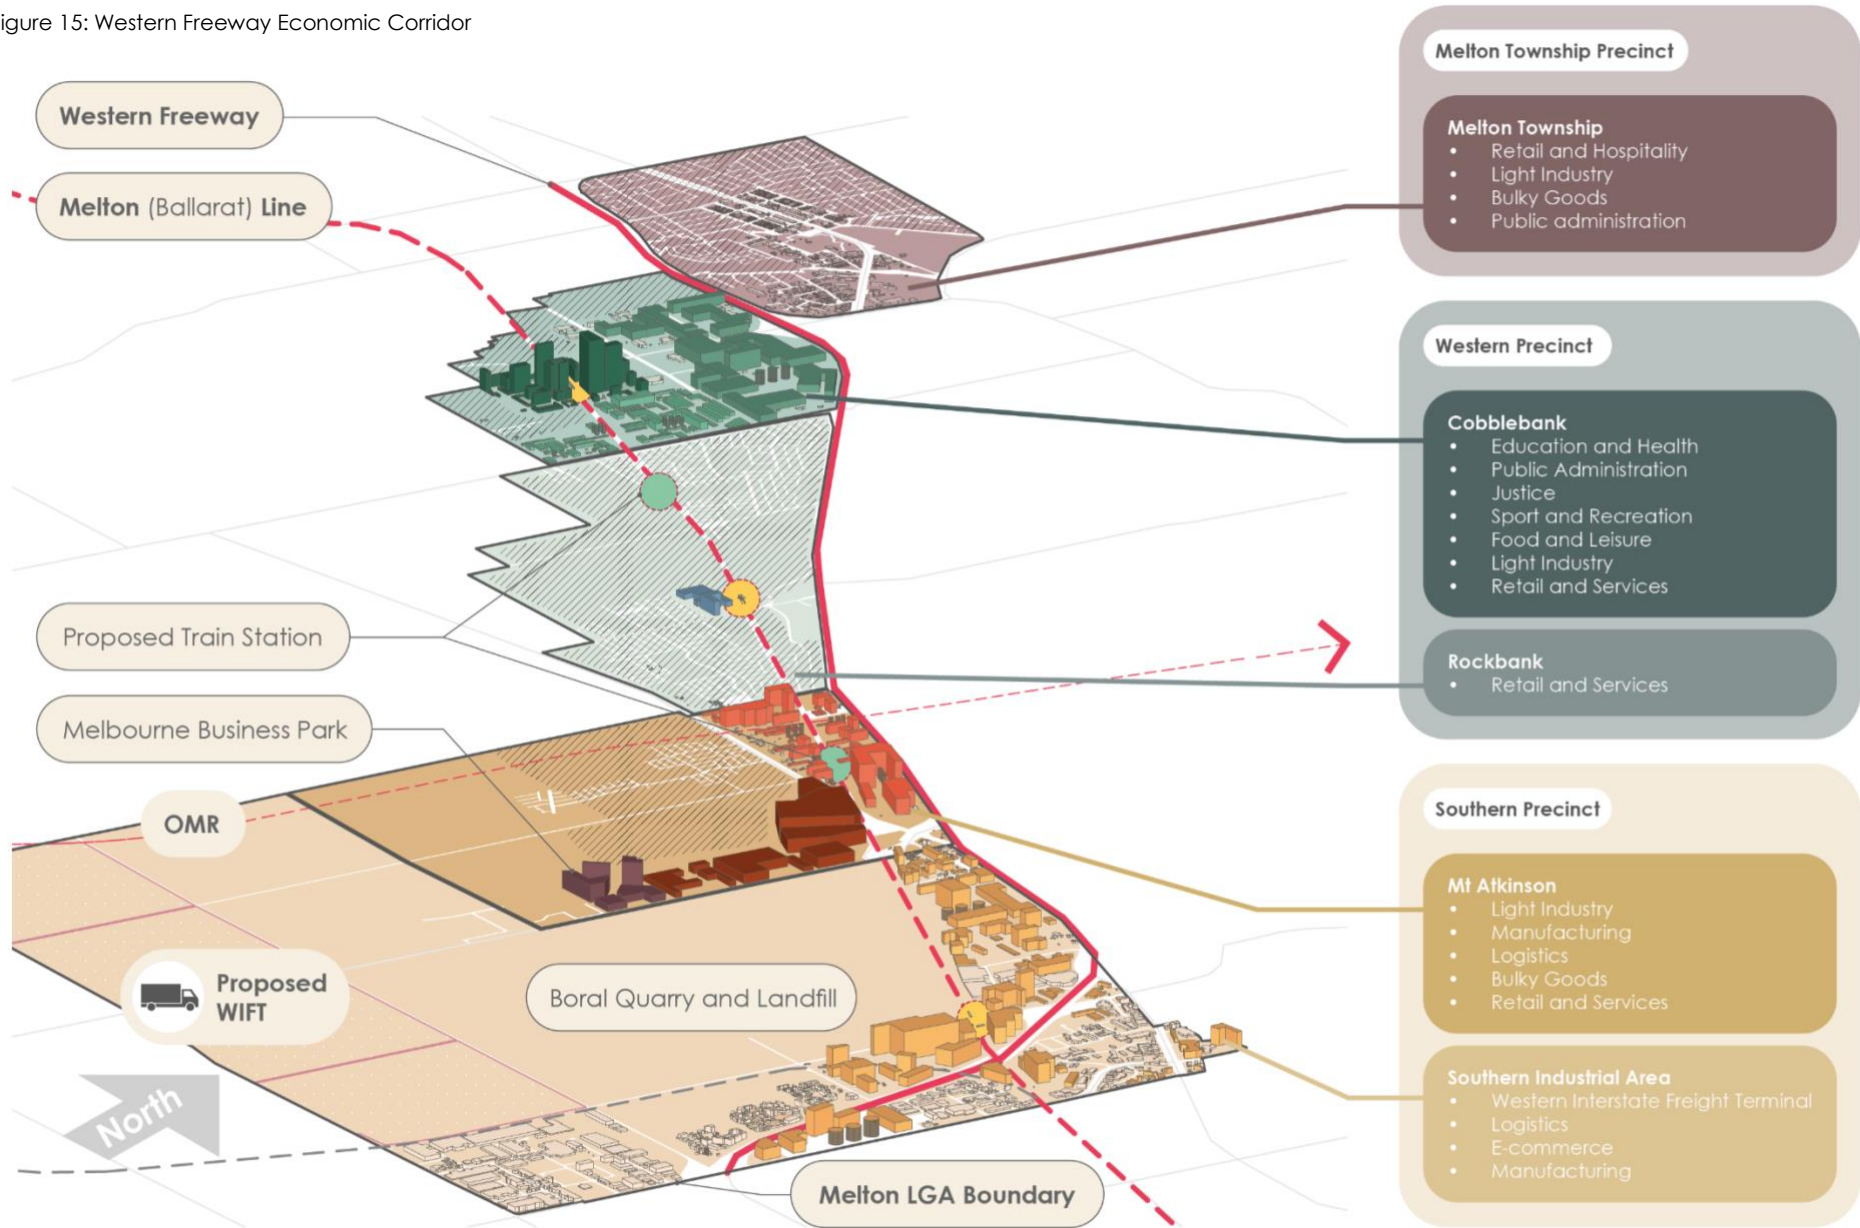 igure 15: Western Freeway Economic Corridor
Western Freeway
Melton (Ballarat) Line
Proposed Train Station
Melbourne Business Park
OMR
Proposed
WIFT
Boral Quarry and Landfill
North
Melton LGA Boundary
Melton Township Precinct
Melton Township
• Retail and Hospitality
• Light Industry
• Bulky Goods
• Public administration
Western Precinct
Cobblebank
• Education and Health
• Public Administration
• Justice
• Sport and Recreation
• Food and Leisure
• Light Industry
• Retail and Services
Rockbank
• Retail and Services
Southern Precinct
Mt Atkinson
• Light Industry
• Manufacturing
• Logistics
• Bulky Goods
• Retail and Services
Southern Industrial Area
• Western Interstate Freight Terminal
• Logistics
• E-commerce
• Manufacturing